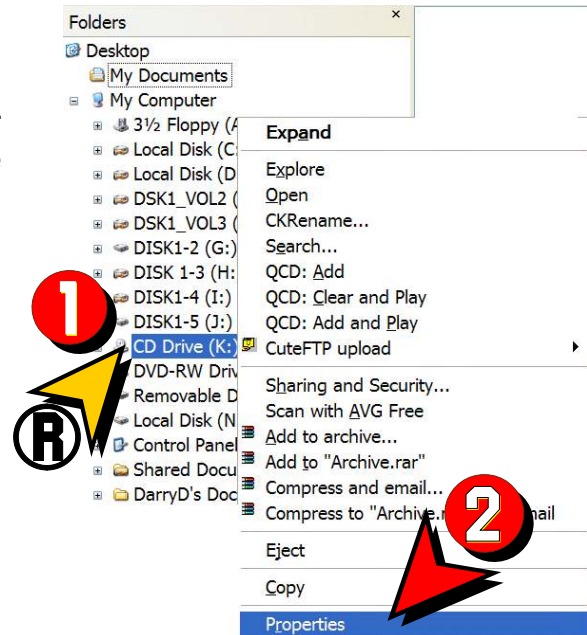 Folders ×
Desktop
My Documents
My Computer
3½ Floppy (A
Local Disk (C:
Local Disk (D
DSK1_VOL2 (
DSK1_VOL3 (
DISK1-2 (G:)
DISK 1-3 (H:
DISK1-4 (I:)
DISK1-5 (J:)
CD Drive (K:)
DVD-RW Driv
Removable D
Local Disk (N
Control Panel
Shared Docu
DarryD's Doc
1
R
Expand
Explore
Open
CKRename...
Search...
QCD: Add
QCD: Clear and Play
QCD: Add and Play
CuteFTP upload
Sharing and Security...
Scan with AVG Free
Add to archive...
Add to "Archive.rar"
Compress and email...
Compress to "Archive.r ail
2
Eject
Copy
Properties